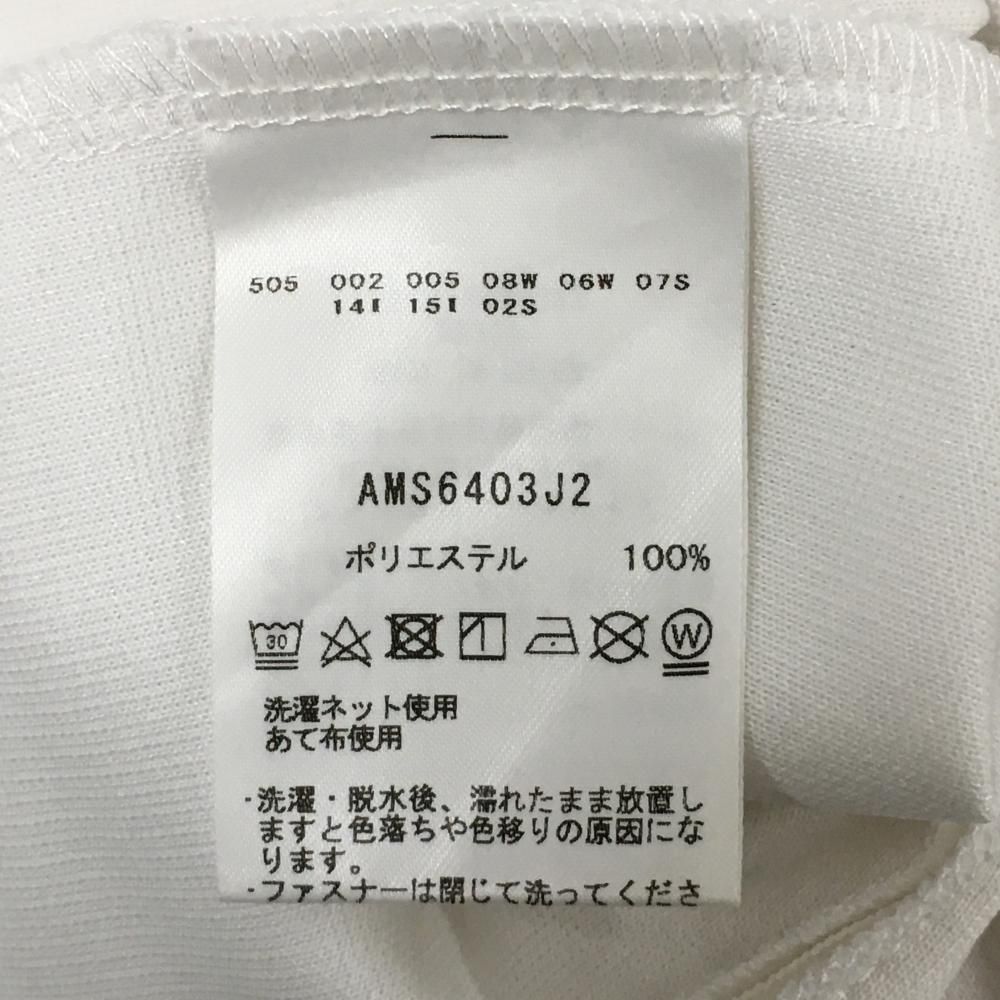 505 002 005 08W 06W 07S
14I 15I 02S
AMS6403J2
ポリエステル 100%
30 W
洗濯ネット使用
あて布使用
・洗濯・脱水後、濡れたまま放置し
ますと色落ちや色移りの原因にな
ります。
・ファスナーは閉じて洗ってくださ